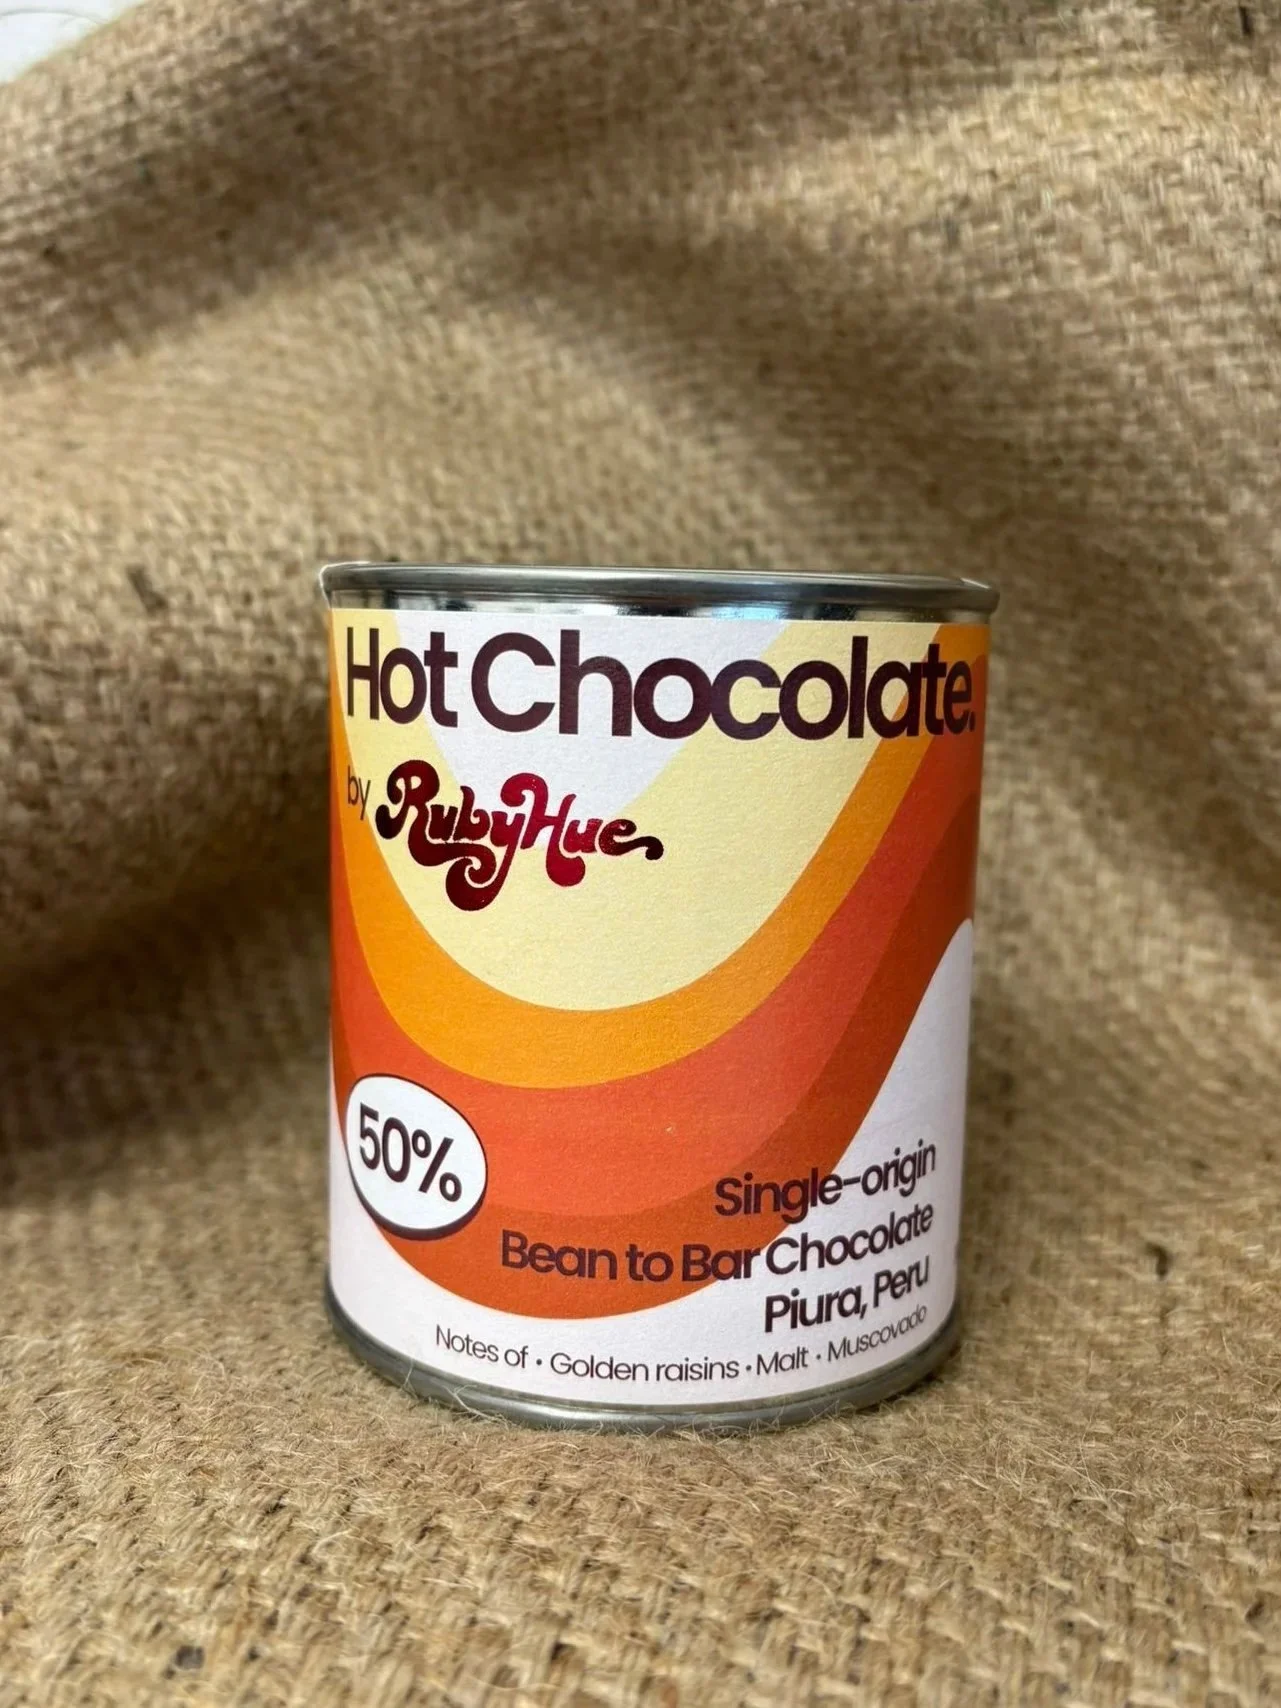 Hot Chocolate.
by RubyHue
50%
Single-origin
Bean to Bar Chocolate
Piura, Peru
Notes of • Golden raisins • Malt • Muscovado